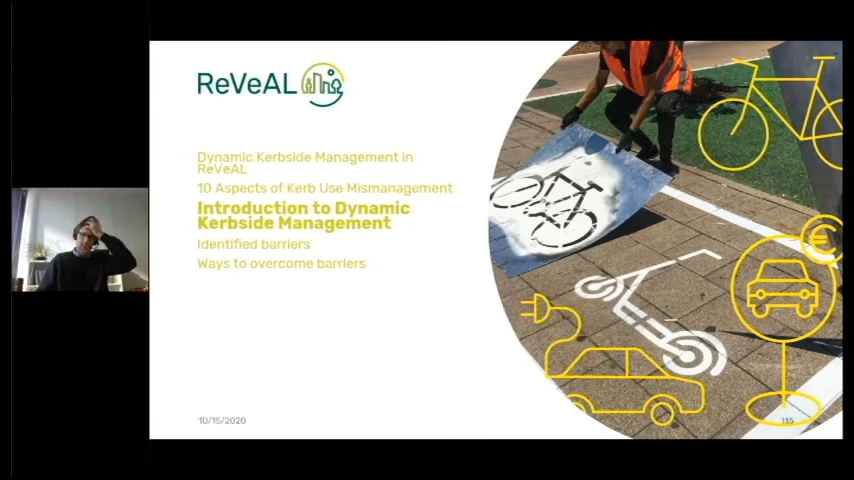 ReVeAL
Dynamic Kerbside Management in
ReVeAL
10 Aspects of Kerb Use Mismanagement
Introduction to Dynamic
Kerbside Management
Identified barriers
Ways to overcome barriers
€
10/15/2020